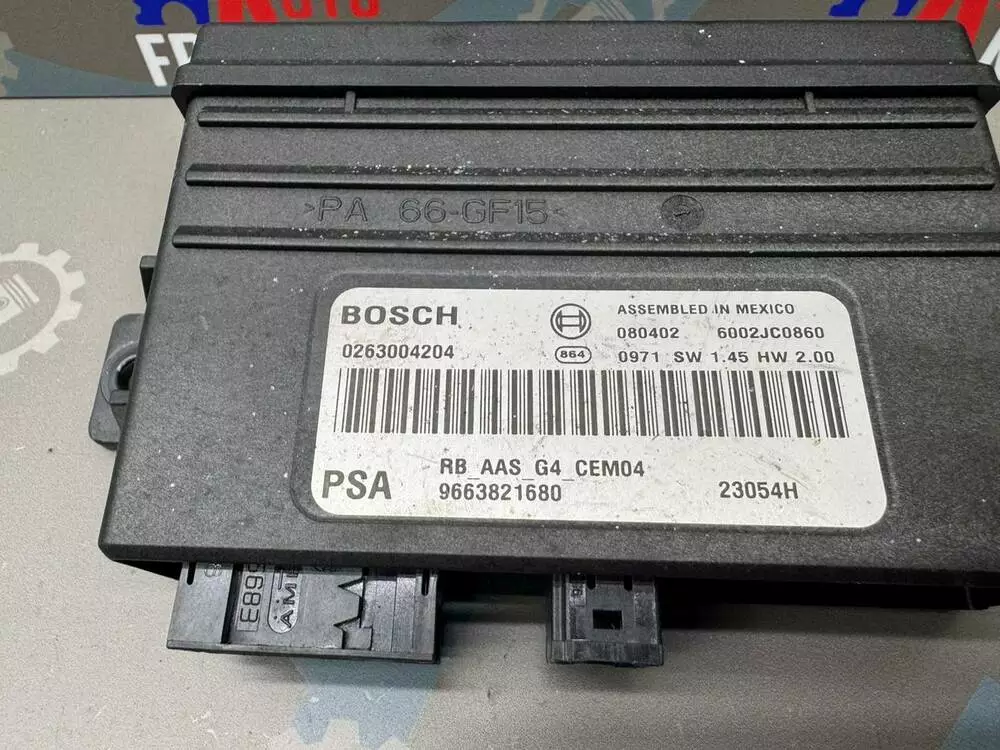 AUTO
>PA 66-GF15<
BOSCH
ASSEMBLED IN MEXICO
080402 6002JC0860
0263004204
864
0971 SW 1.45 HW 2.00
RB_AAS_G4_CEM04
PSA
9663821680
23054H